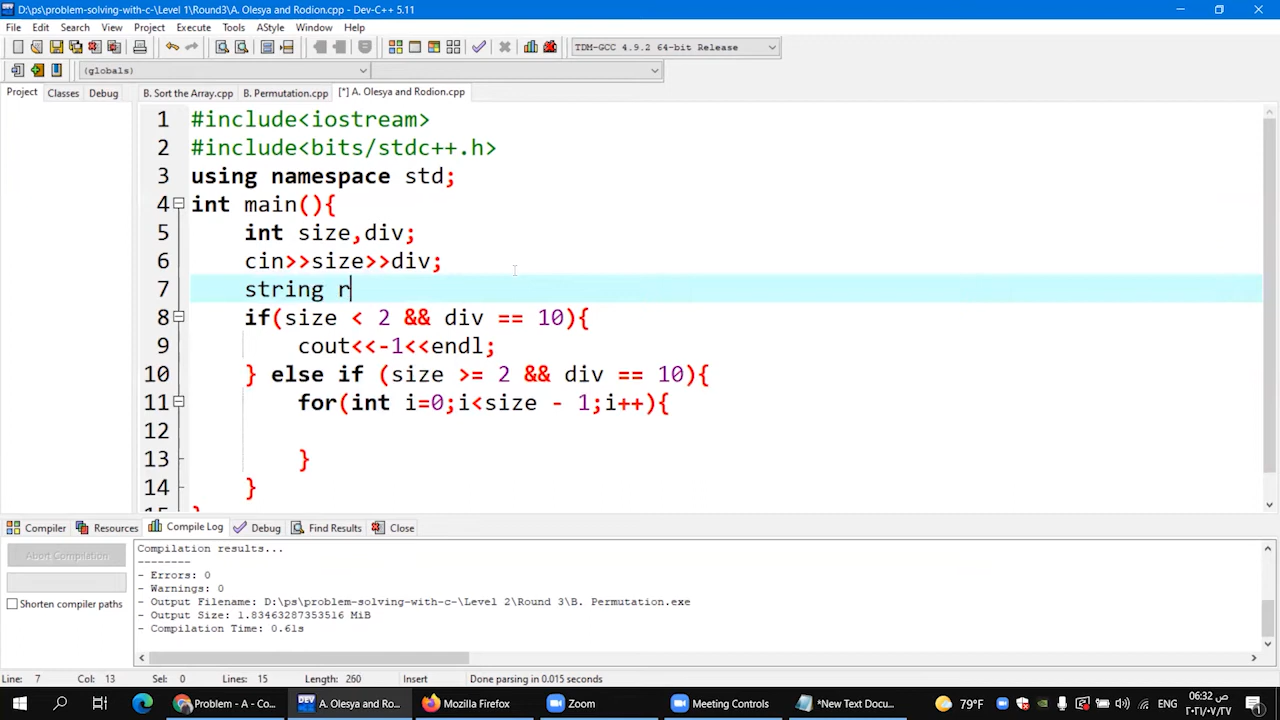 D:\ps\problem-solving-with-c-\Level 1\Round3\A. Olesya and Rodion.cpp - Dev-C++ 5.11
File Edit Search View Project Execute Tools AStyle Window Help
TDM-GCC 4.9.2 64-bit Release
(globals)
Project Classes Debug
B. Sort the Array.cpp B. Permutation.cpp [*] A. Olesya and Rodion.cpp
1 #include<iostream>
2 #include<bits/stdc++.h>
3 using namespace std;
4 int main(){
5 int size,div;
6 cin>>size>>div;
7 string r
8 if(size < 2 && div == 10){
9 cout<<-1<<endl;
10 } else if (size >= 2 && div == 10){
11 for(int i=0;i<size - 1;i++){
12
13 }
14 }
Compiler Resources Compile Log Debug Find Results Close
Abort Compilation
Shorten compiler paths
Compilation results...
--------
- Errors: 0
- Warnings: 0
- Output Filename: D:\ps\problem-solving-with-c-\Level 2\Round 3\B. Permutation.exe
- Output Size: 1.83463287353516 MiB
- Compilation Time: 0.61s
Line: 7 Col: 13 Sel: 0 Lines: 15 Length: 260 Insert Done parsing in 0.015 seconds
DEV
Problem - A - Co... A. Olesya and Ro... Mozilla Firefox Zoom Meeting Controls *New Text Docu... 79°F ENG
06:32 ص